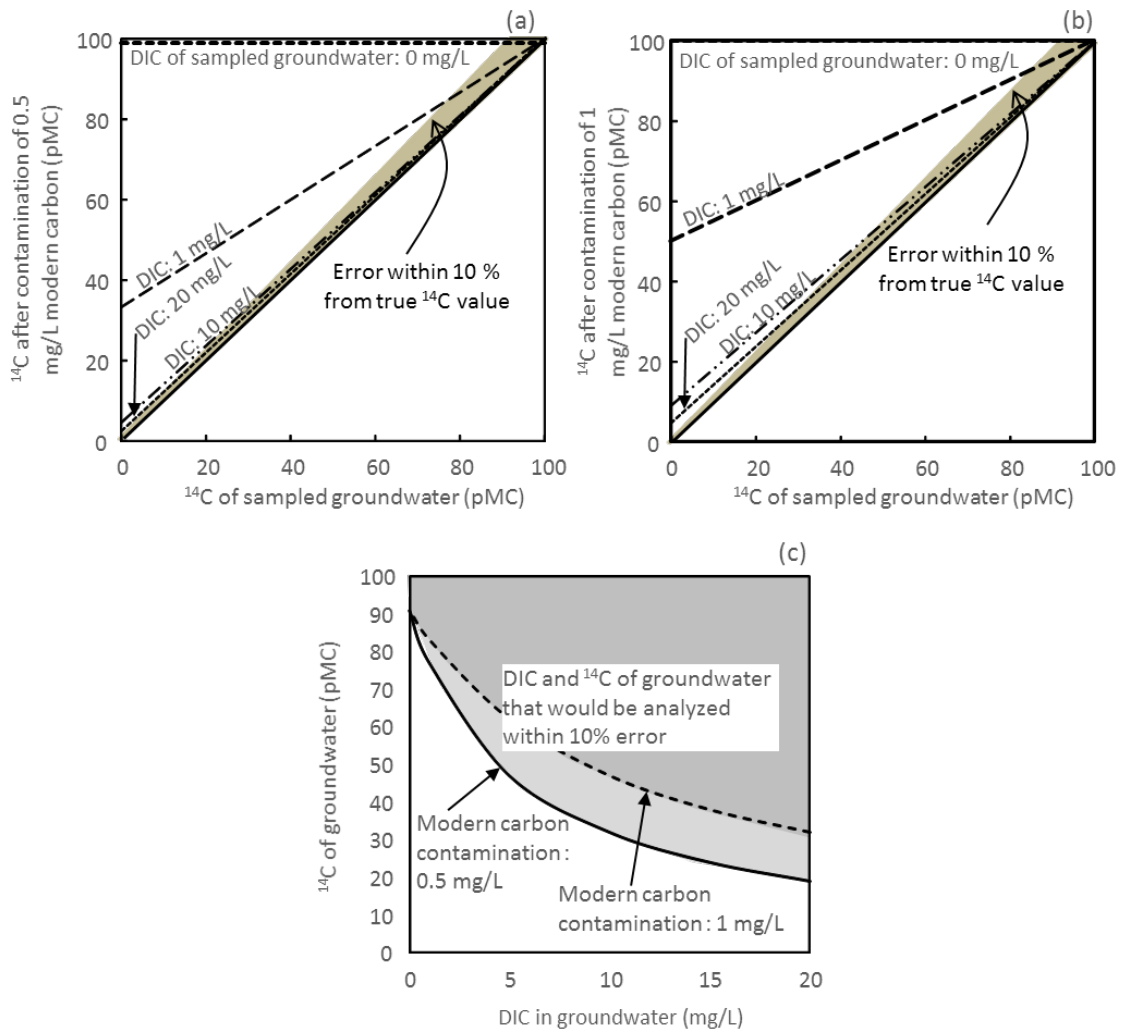 (a)
100
80
60
40
20
0
¹⁴C after contamination of 0.5
mg/L modern carbon (pMC)
DIC of sampled groundwater: 0 mg/L
DIC: 1 mg/L
DIC: 20 mg/L
DIC: 10 mg/L
Error within 10 %
from true ¹⁴C value
0 20 40 60 80 100
¹⁴C of sampled groundwater (pMC)
(b)
100
80
60
40
20
0
¹⁴C after contamination of 1
mg/L modern carbon (pMC)
DIC of sampled groundwater: 0 mg/L
DIC: 1 mg/L
DIC: 20 mg/L
DIC: 10 mg/L
Error within 10 %
from true ¹⁴C value
0 20 40 60 80 100
¹⁴C of sampled groundwater (pMC)
(c)
100
90
80
70
60
50
40
30
20
10
0
¹⁴C of groundwater (pMC)
DIC and ¹⁴C of groundwater
that would be analyzed
within 10% error
Modern carbon
contamination :
0.5 mg/L
Modern carbon
contamination : 1 mg/L
0 5 10 15 20
DIC in groundwater (mg/L)